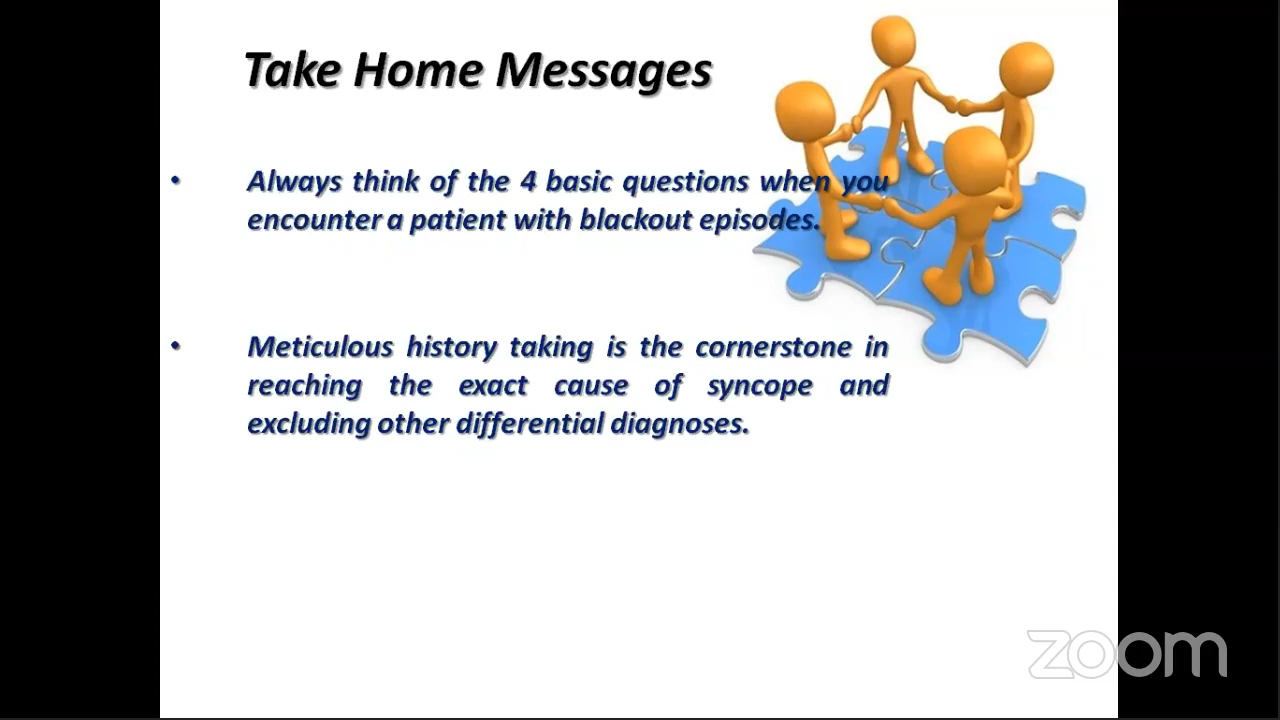 Take Home Messages
• Always think of the 4 basic questions when you
encounter a patient with blackout episodes.
• Meticulous history taking is the cornerstone in
reaching the exact cause of syncope and
excluding other differential diagnoses.
zoom